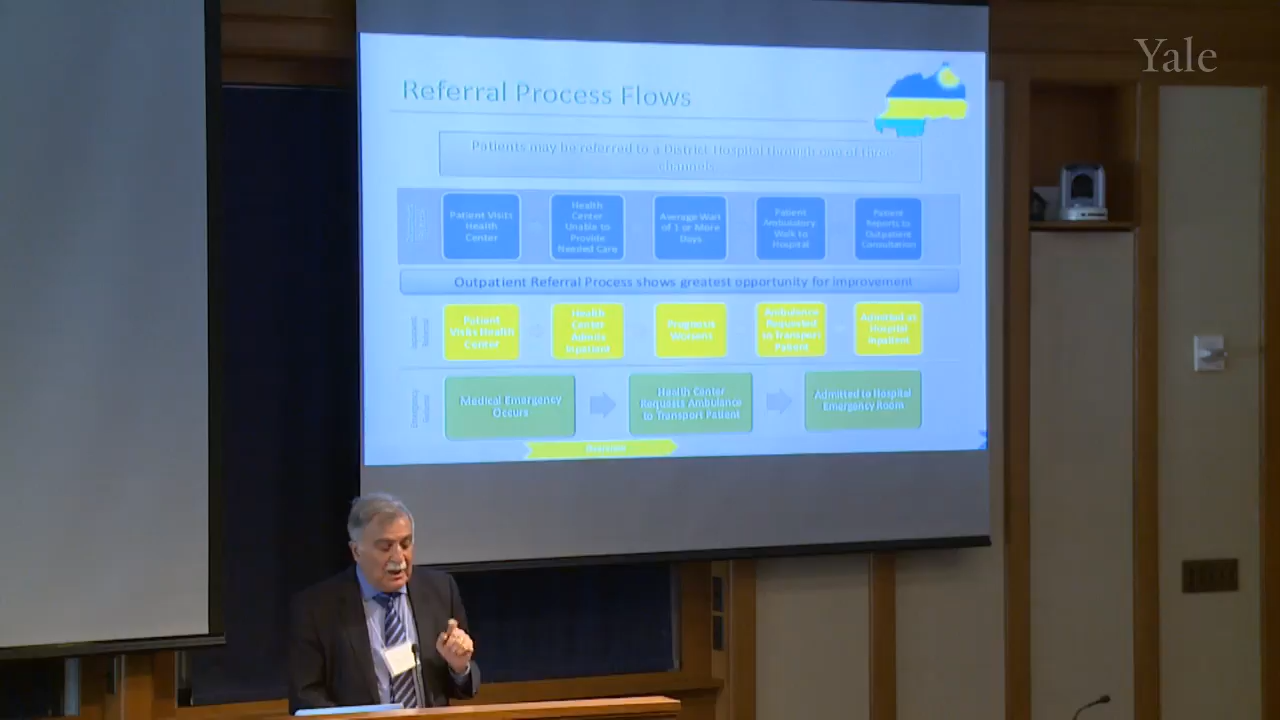 Yale
Referral Process Flows
Patients may be referred to a District Hospital through one of three
channels
Patient Visits
Health
Center
Health
Center
Unable to
Provide
Needed Care
Average Wait
of 1 or More
Days
Patient
Ambulatory
Walk to
Hospital
Patient
Reports to
Outpatient
Consultation
Outpatient Referral Process shows greatest opportunity for improvement
Patient
Visits Health
Center
Health
Center
Admits
Inpatient
Prognosis
Worsens
Ambulance
Requested
to Transport
Patient
Admitted as
Hospital
Inpatient
Medical Emergency
Occurs
Health Center
Requests Ambulance
to Transport Patient
Admitted to Hospital
Emergency Room